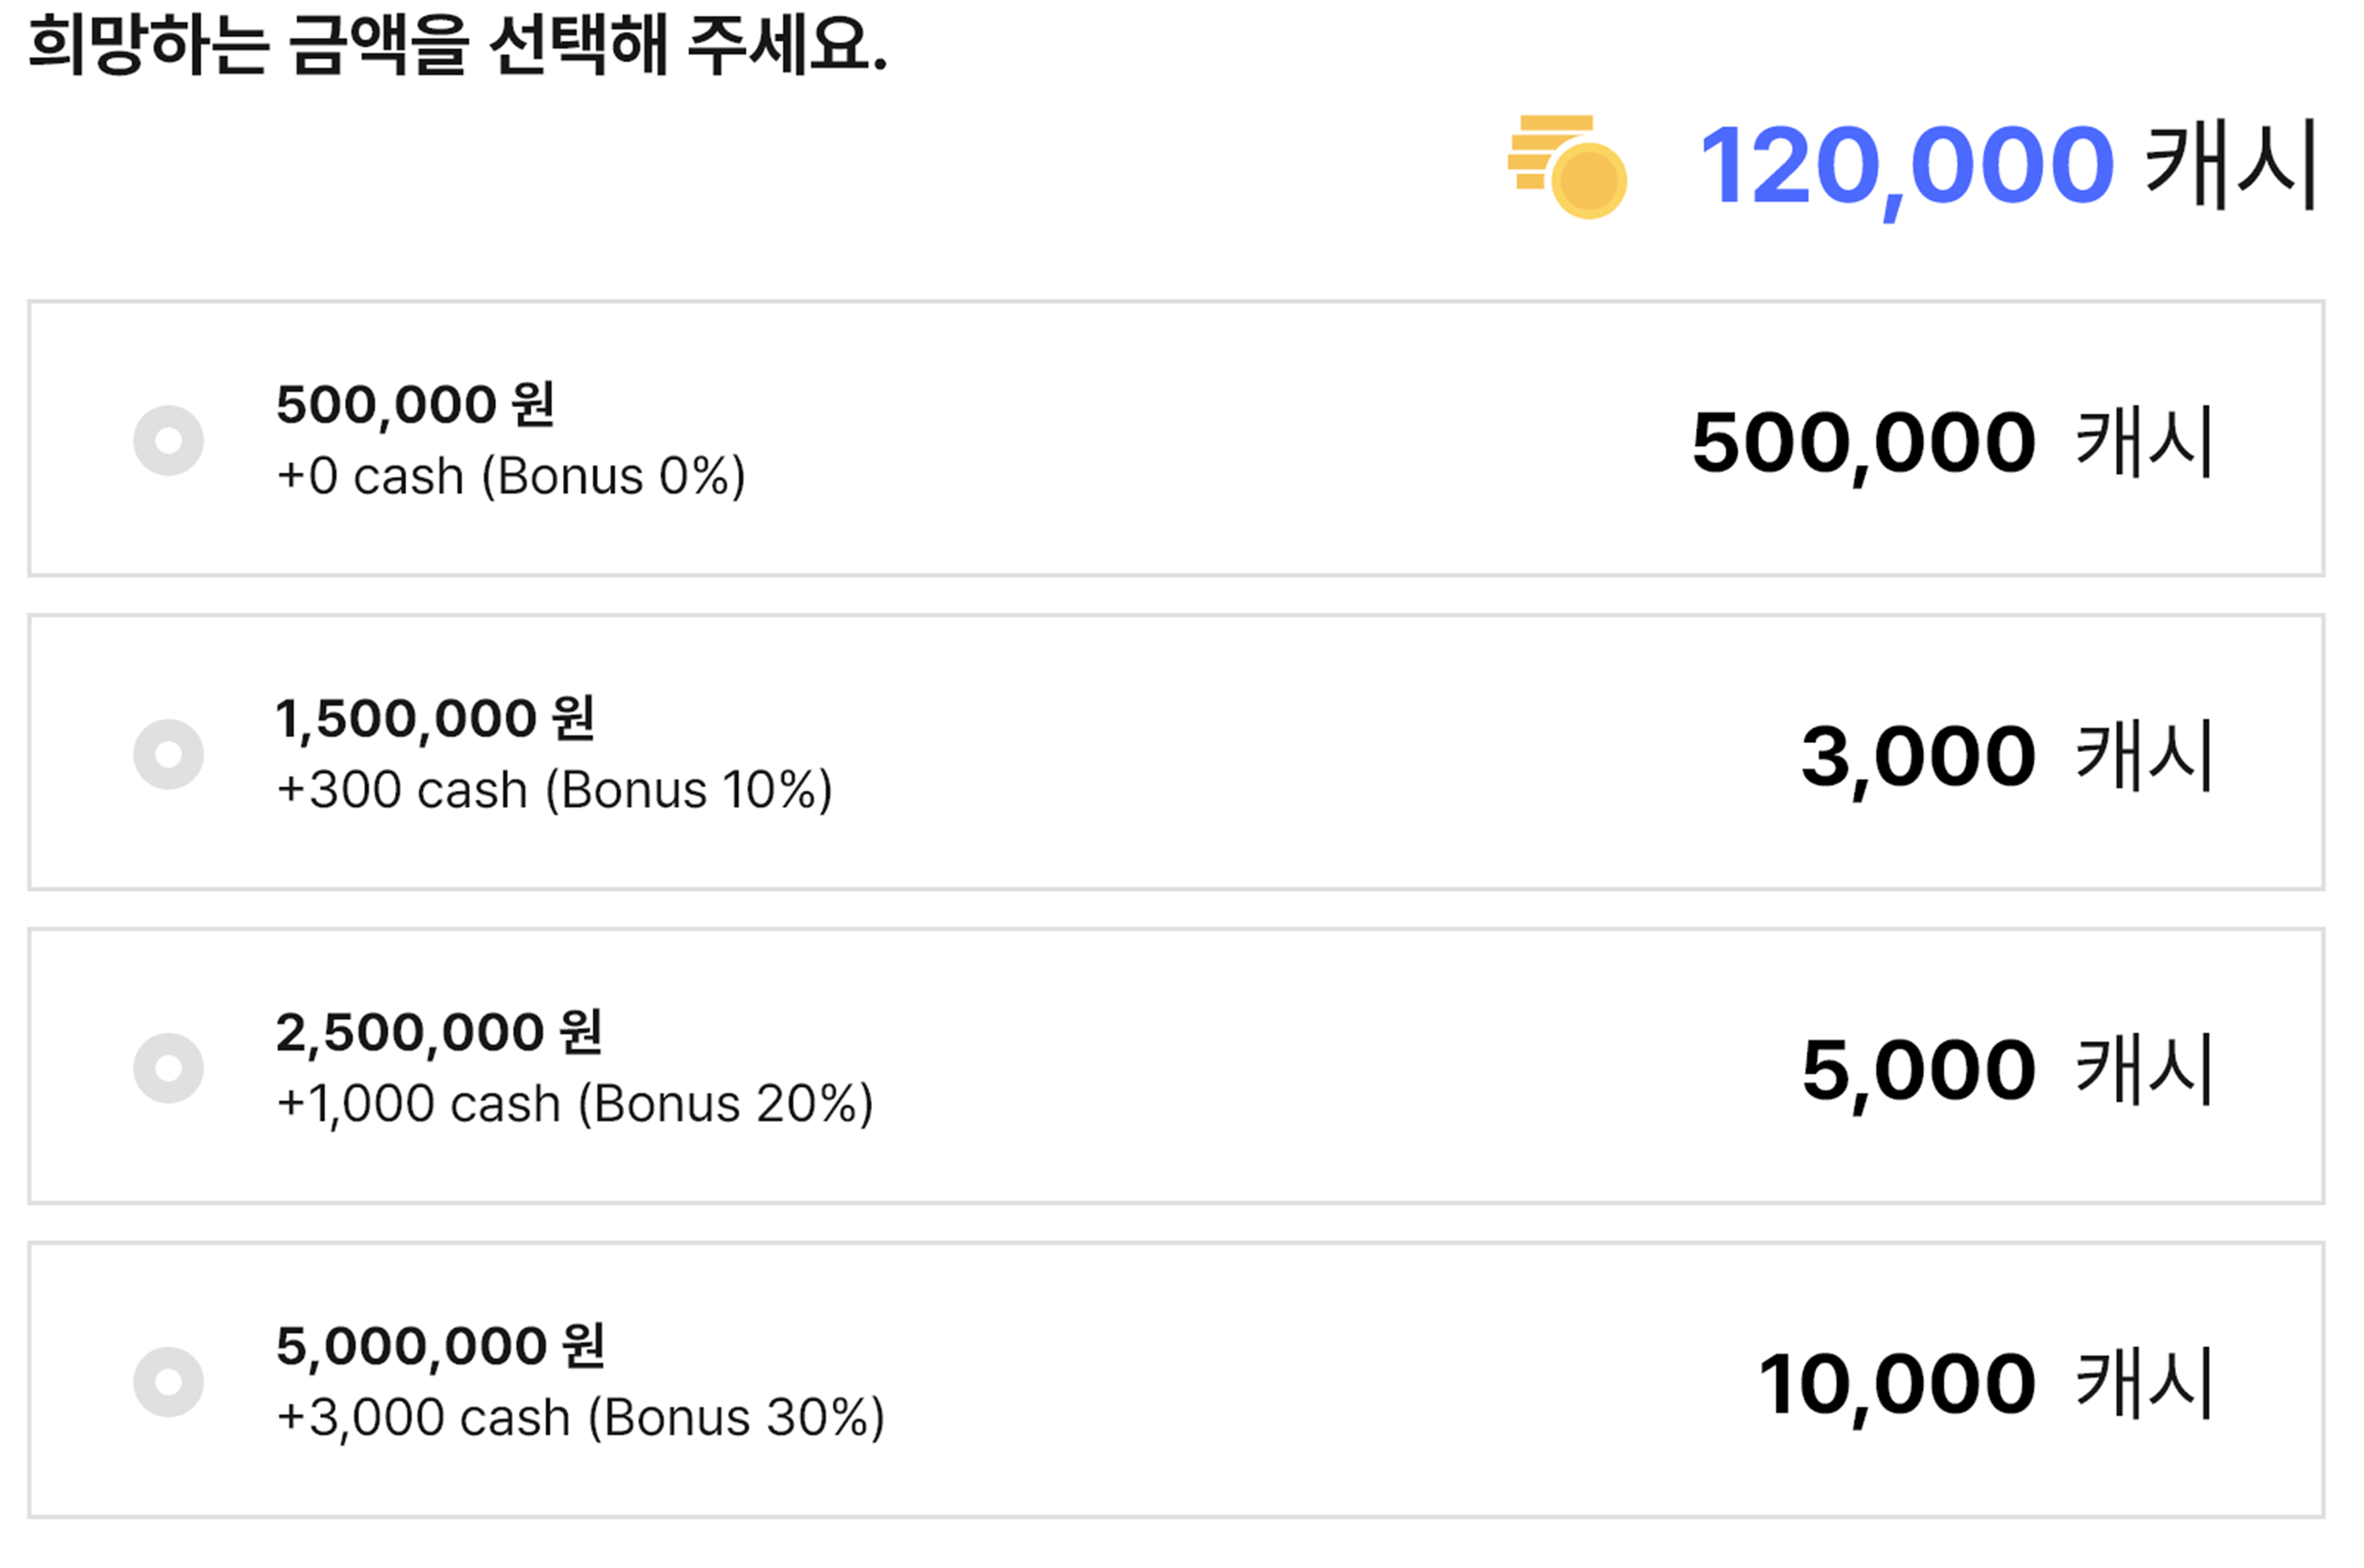 희망하는 금액을 선택해 주세요.
120,000 캐시
500,000 원
+0 cash (Bonus 0%)
500,000 캐시
1,500,000 원
+300 cash (Bonus 10%)
3,000 캐시
2,500,000 원
+1,000 cash (Bonus 20%)
5,000 캐시
5,000,000 원
+3,000 cash (Bonus 30%)
10,000 캐시